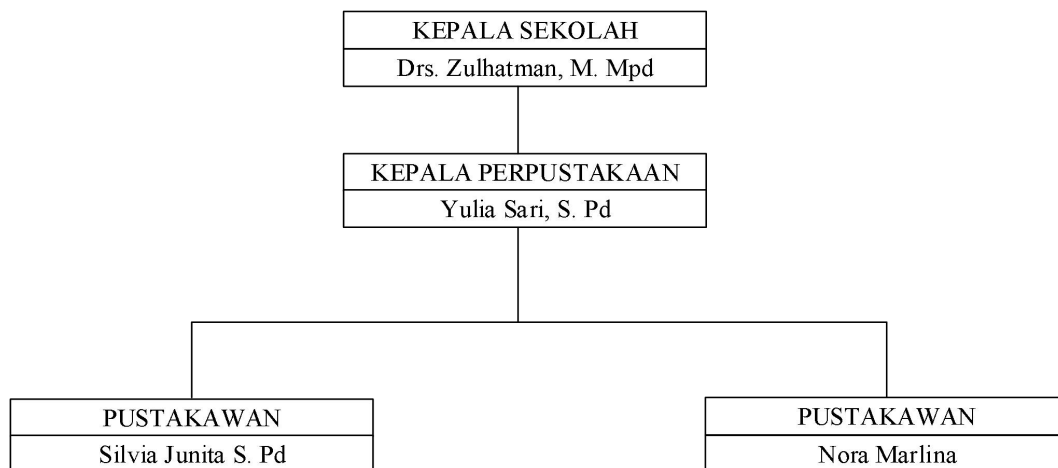 KEPALA SEKOLAH
Drs. Zulhatman, M. Mpd
KEPALA PERPUSTAKAAN
Yulia Sari, S. Pd
PUSTAKAWAN
Silvia Junita S. Pd
PUSTAKAWAN
Nora Marlina